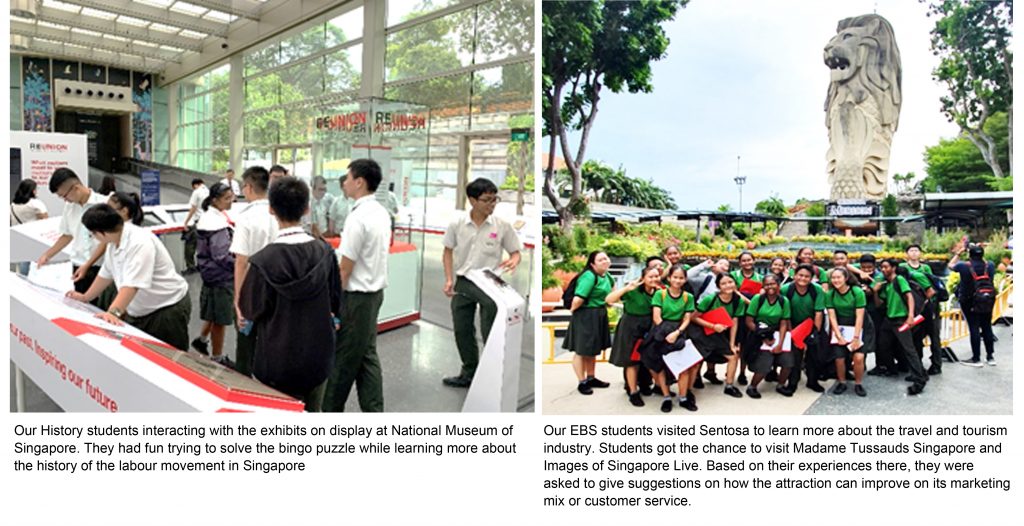 REUNION
REUNION
REUNION
our past, Inspiring our future
Our History students interacting with the exhibits on display at National Museum of
Singapore. They had fun trying to solve the bingo puzzle while learning more about
the history of the labour movement in Singapore
Our EBS students visited Sentosa to learn more about the travel and tourism
industry. Students got the chance to visit Madame Tussauds Singapore and
Images of Singapore Live. Based on their experiences there, they were
asked to give suggestions on how the attraction can improve on its marketing
mix or customer service.